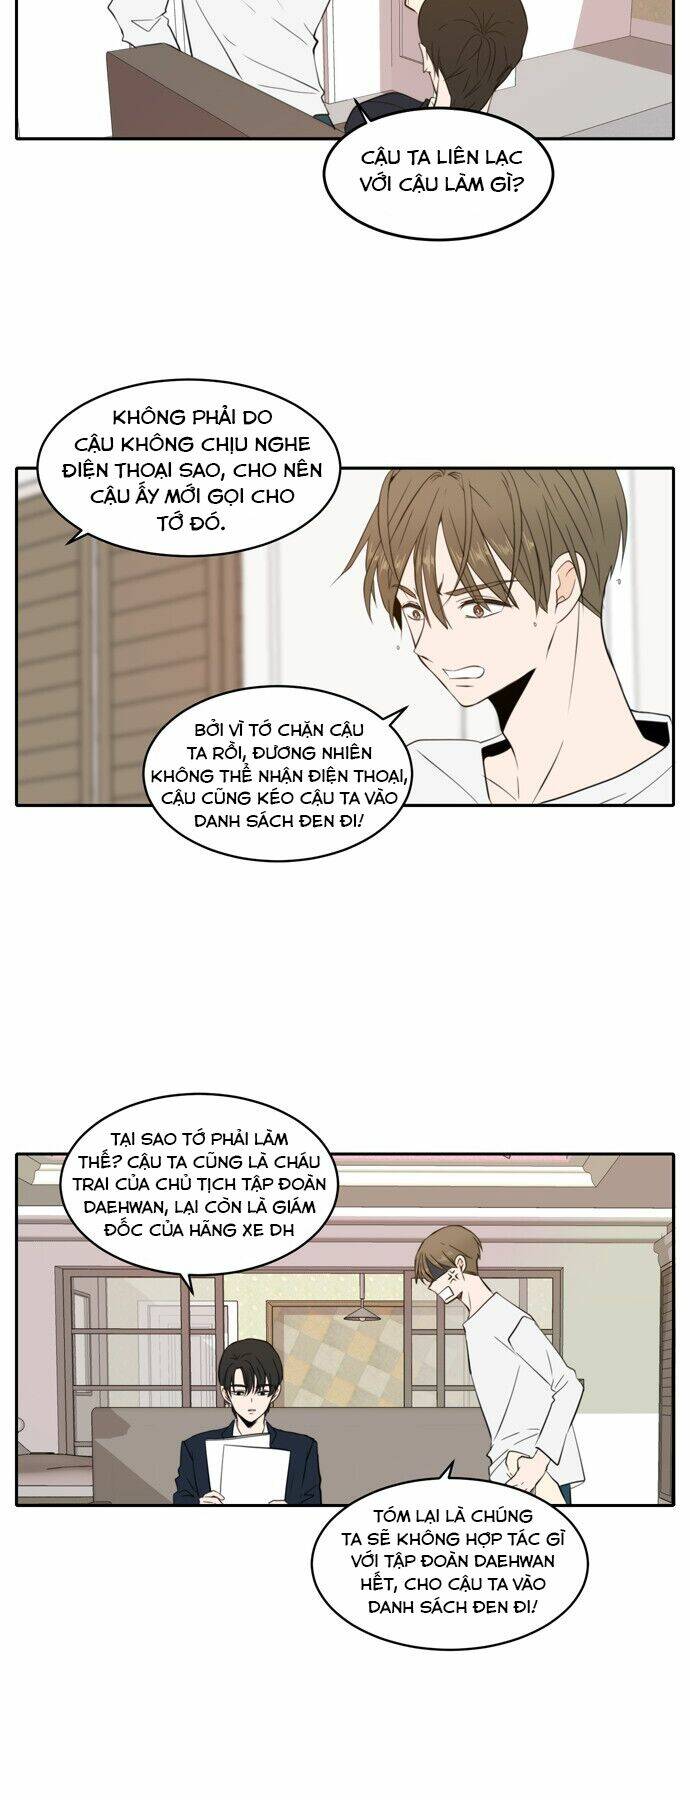 CẬU TA LIÊN LẠC
VỚI CẬU LÀM GÌ?
KHÔNG PHẢI DO
CẬU KHÔNG CHỊU NGHE
ĐIỆN THOẠI SAO, CHO NÊN
CẬU ẤY MỚI GỌI CHO
TỚ ĐÓ.
BỞI VÌ TỚ CHẶN CẬU
TA RỒI, ĐƯƠNG NHIÊN
KHÔNG THỂ NHẬN ĐIỆN THOẠI,
CẬU CŨNG KÉO CẬU TA VÀO
DANH SÁCH ĐEN ĐI!
TẠI SAO TỚ PHẢI LÀM
THẾ? CẬU TA CŨNG LÀ CHÁU
TRAI CỦA CHỦ TỊCH TẬP ĐOÀN
DAEHWAN, LẠI CÒN LÀ GIÁM
ĐỐC CỦA HÃNG XE DH
TÓM LẠI LÀ CHÚNG
TA SẼ KHÔNG HỢP TÁC GÌ
VỚI TẬP ĐOÀN DAEHWAN
HẾT, CHO CẬU TA VÀO
DANH SÁCH ĐEN ĐI!